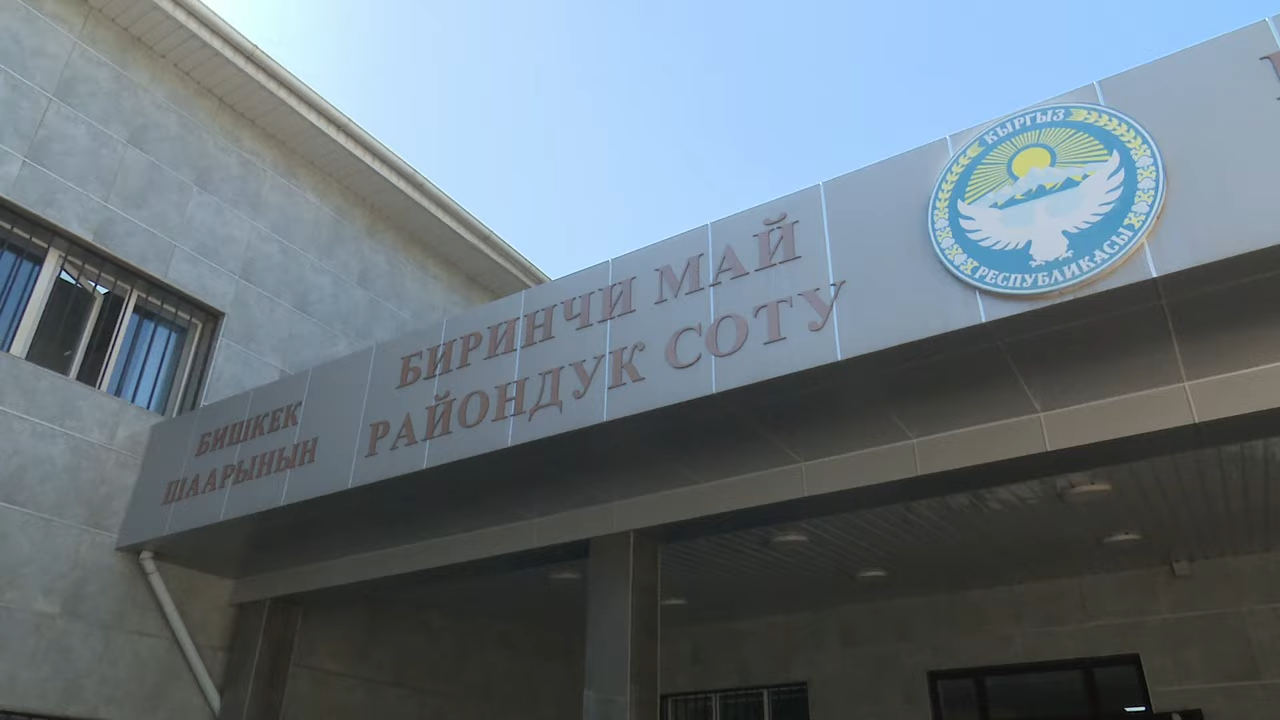 БИШКЕК
ШААРЫНЫН
БИРИНЧИ МАЙ
РАЙОНДУК СОТУ
КЫРГЫЗ
РЕСПУБЛИКАСЫ